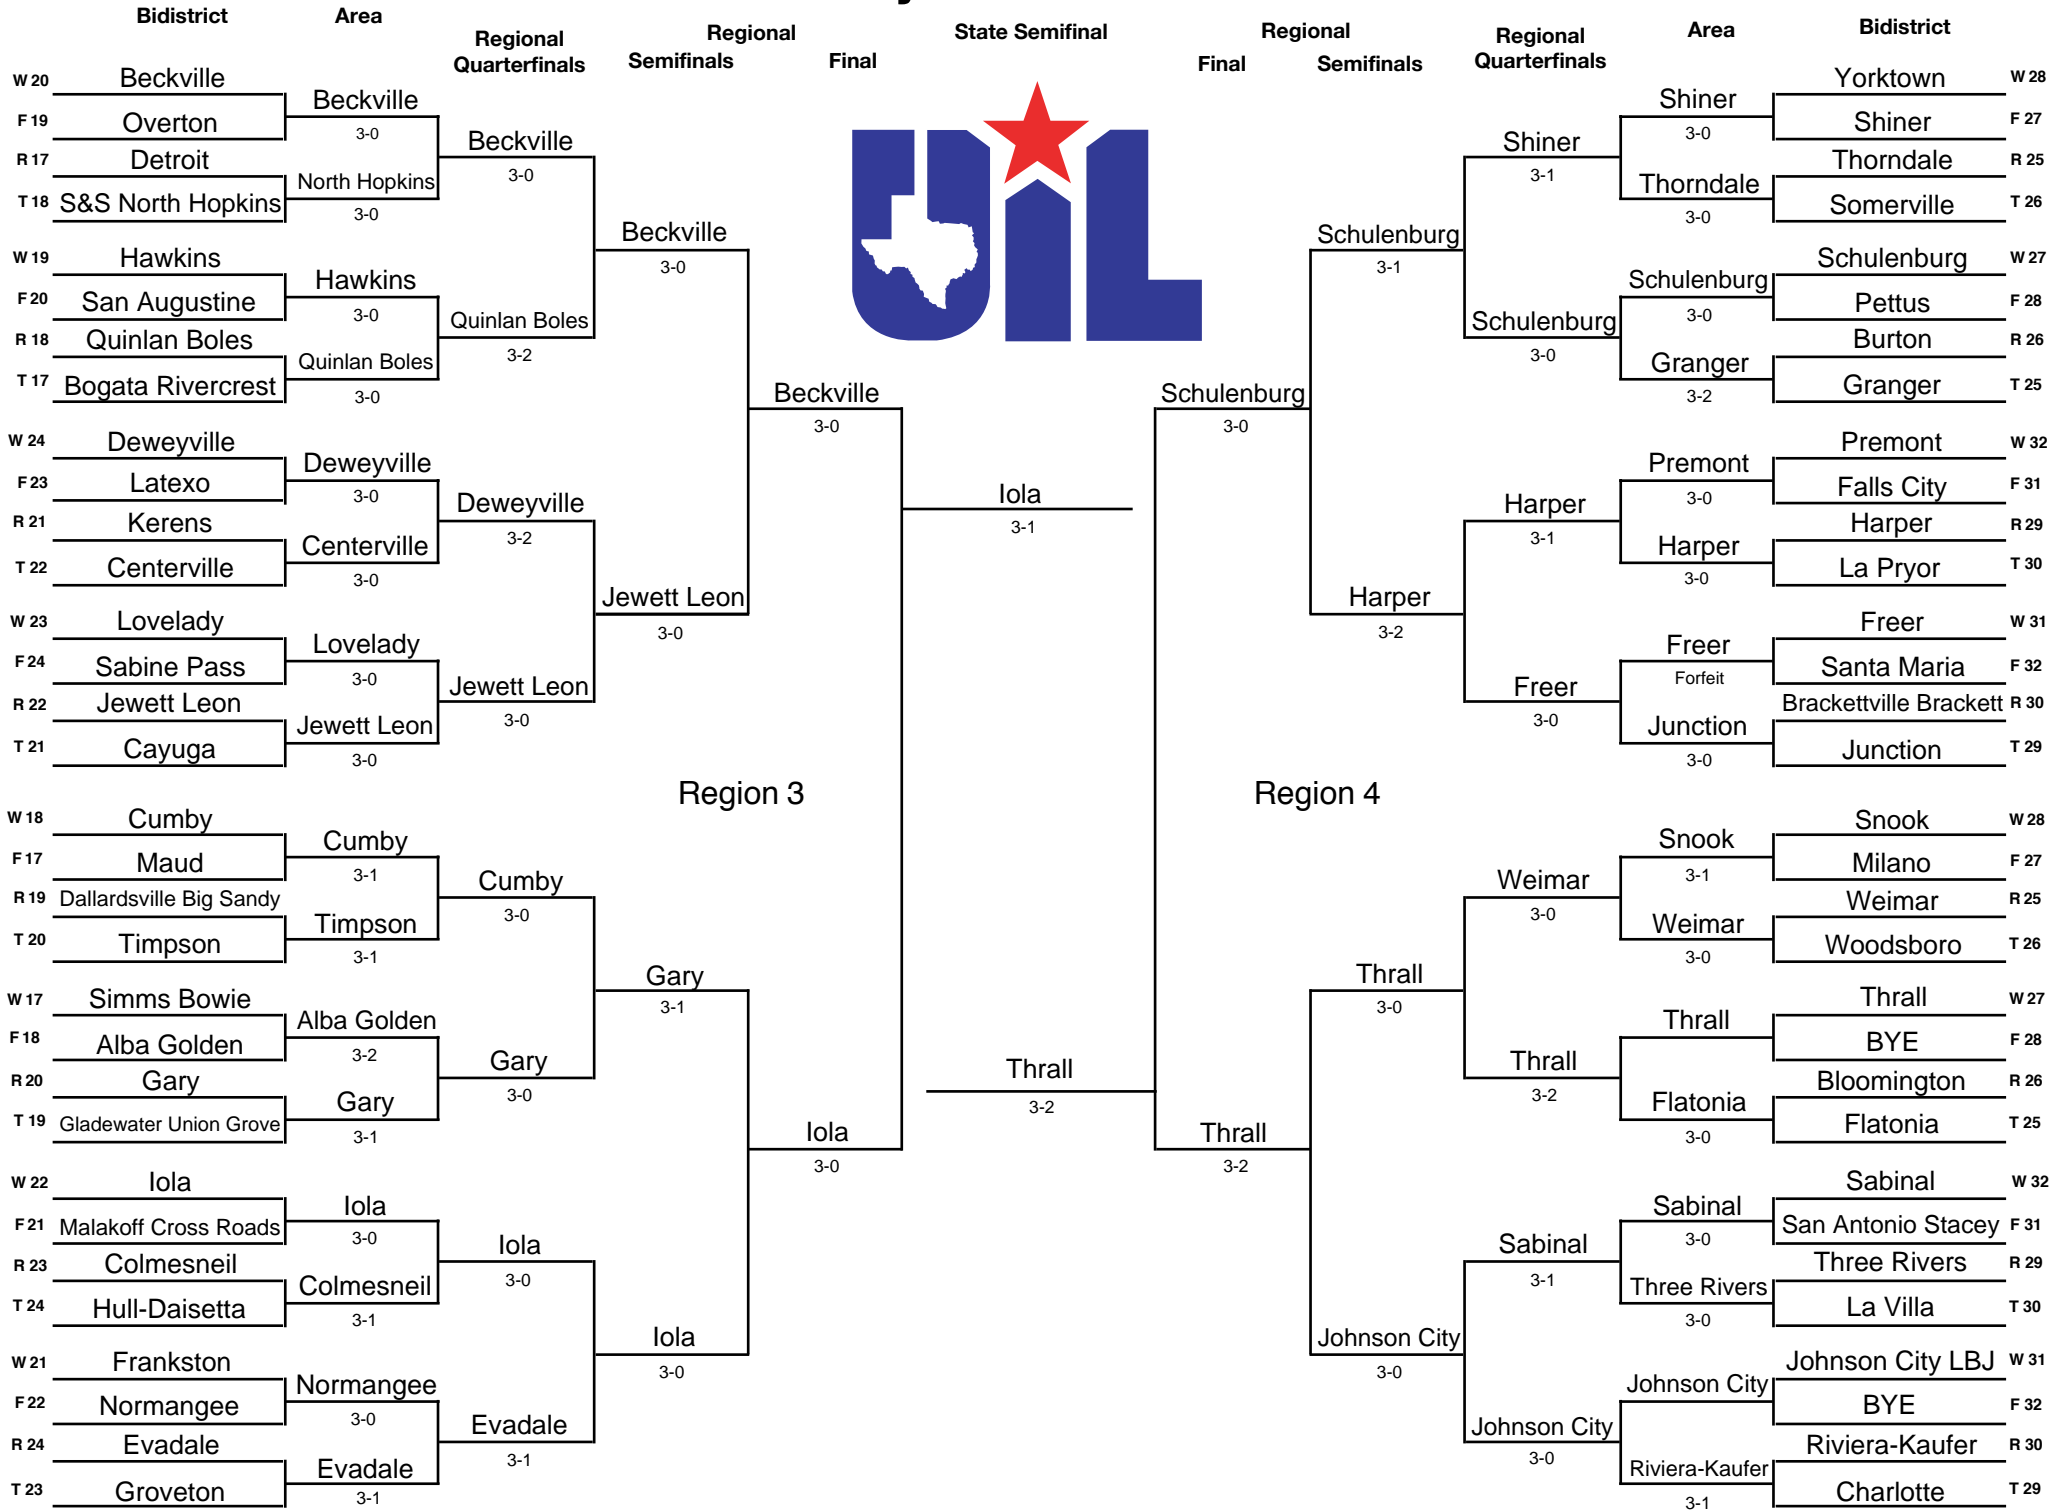 Bidistrict
Area
Regional
Quarterfinals
Regional
Semifinals
Final
State Semifinal
Regional
Final
Semifinals
Regional
Quarterfinals
Area
Bidistrict
W 20 Beckville
F 19 Overton
R 17 Detroit
T 18 S&S North Hopkins
W 19 Hawkins
F 20 San Augustine
R 18 Quinlan Boles
T 17 Bogata Rivercrest
W 24 Deweyville
F 23 Latexo
R 21 Kerens
T 22 Centerville
W 23 Lovelady
F 24 Sabine Pass
R 22 Jewett Leon
T 21 Cayuga
W 18 Cumby
F 17 Maud
R 19 Dallardsville Big Sandy
T 20 Timpson
W 17 Simms Bowie
F 18 Alba Golden
R 20 Gary
T 19 Gladewater Union Grove
W 22 Iola
F 21 Malakoff Cross Roads
R 23 Colmesneil
T 24 Hull-Daisetta
W 21 Frankston
F 22 Normangee
R 24 Evadale
T 23 Groveton
Beckville
3-0
North Hopkins
3-0
Hawkins
3-0
Quinlan Boles
3-0
Deweyville
3-0
Centerville
3-0
Lovelady
3-0
Jewett Leon
3-0
Cumby
3-1
Timpson
3-1
Alba Golden
3-2
Gary
3-1
Iola
3-0
Colmesneil
3-1
Normangee
3-0
Evadale
3-1
Beckville
3-0
Quinlan Boles
3-2
Deweyville
3-2
Jewett Leon
3-0
Cumby
3-0
Gary
3-0
Iola
3-0
Evadale
3-1
Beckville
3-0
Jewett Leon
3-0
Gary
3-1
Iola
3-0
Region 3
Beckville
3-0
Iola
3-0
UIL
Iola
3-1
Thrall
3-2
Schulenburg
3-0
Thrall
3-2
Region 4
Schulenburg
3-1
Harper
3-2
Thrall
3-0
Johnson City
3-0
Shiner
3-1
Schulenburg
3-0
Harper
3-1
Freer
3-0
Weimar
3-0
Thrall
3-2
Sabinal
3-1
Johnson City
3-0
Shiner
3-0
Thorndale
3-0
Schulenburg
3-0
Granger
3-2
Premont
3-0
Harper
3-0
Freer
Forfeit
Junction
3-0
Snook
3-1
Weimar
3-0
Thrall
Flatonia
3-0
Sabinal
3-0
Three Rivers
3-0
Johnson City
Riviera-Kaufer
3-1
Yorktown W 28
Shiner F 27
Thorndale R 25
Somerville T 26
Schulenburg W 27
Pettus F 28
Burton R 26
Granger T 25
Premont W 32
Falls City F 31
Harper R 29
La Pryor T 30
Freer W 31
Santa Maria F 32
Brackettville Brackett R 30
Junction T 29
Snook W 28
Milano F 27
Weimar R 25
Woodsboro T 26
Thrall W 27
BYE F 28
Bloomington R 26
Flatonia T 25
Sabinal W 32
San Antonio Stacey F 31
Three Rivers R 29
La Villa T 30
Johnson City LBJ W 31
BYE F 32
Riviera-Kaufer R 30
Charlotte T 29